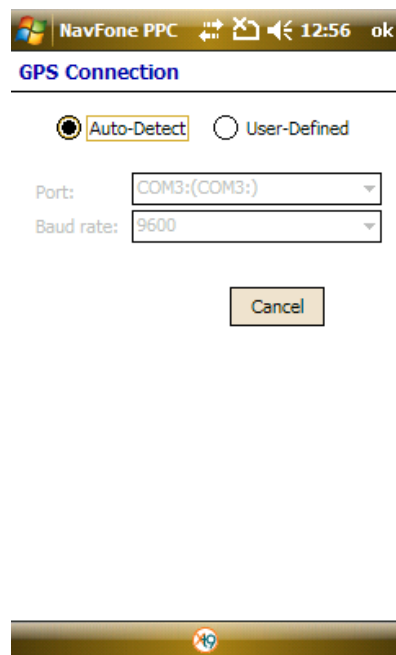 NavFone PPC 12:56 ok
GPS Connection
Auto-Detect User-Defined
Port: COM3:(COM3:)
Baud rate: 9600
Cancel